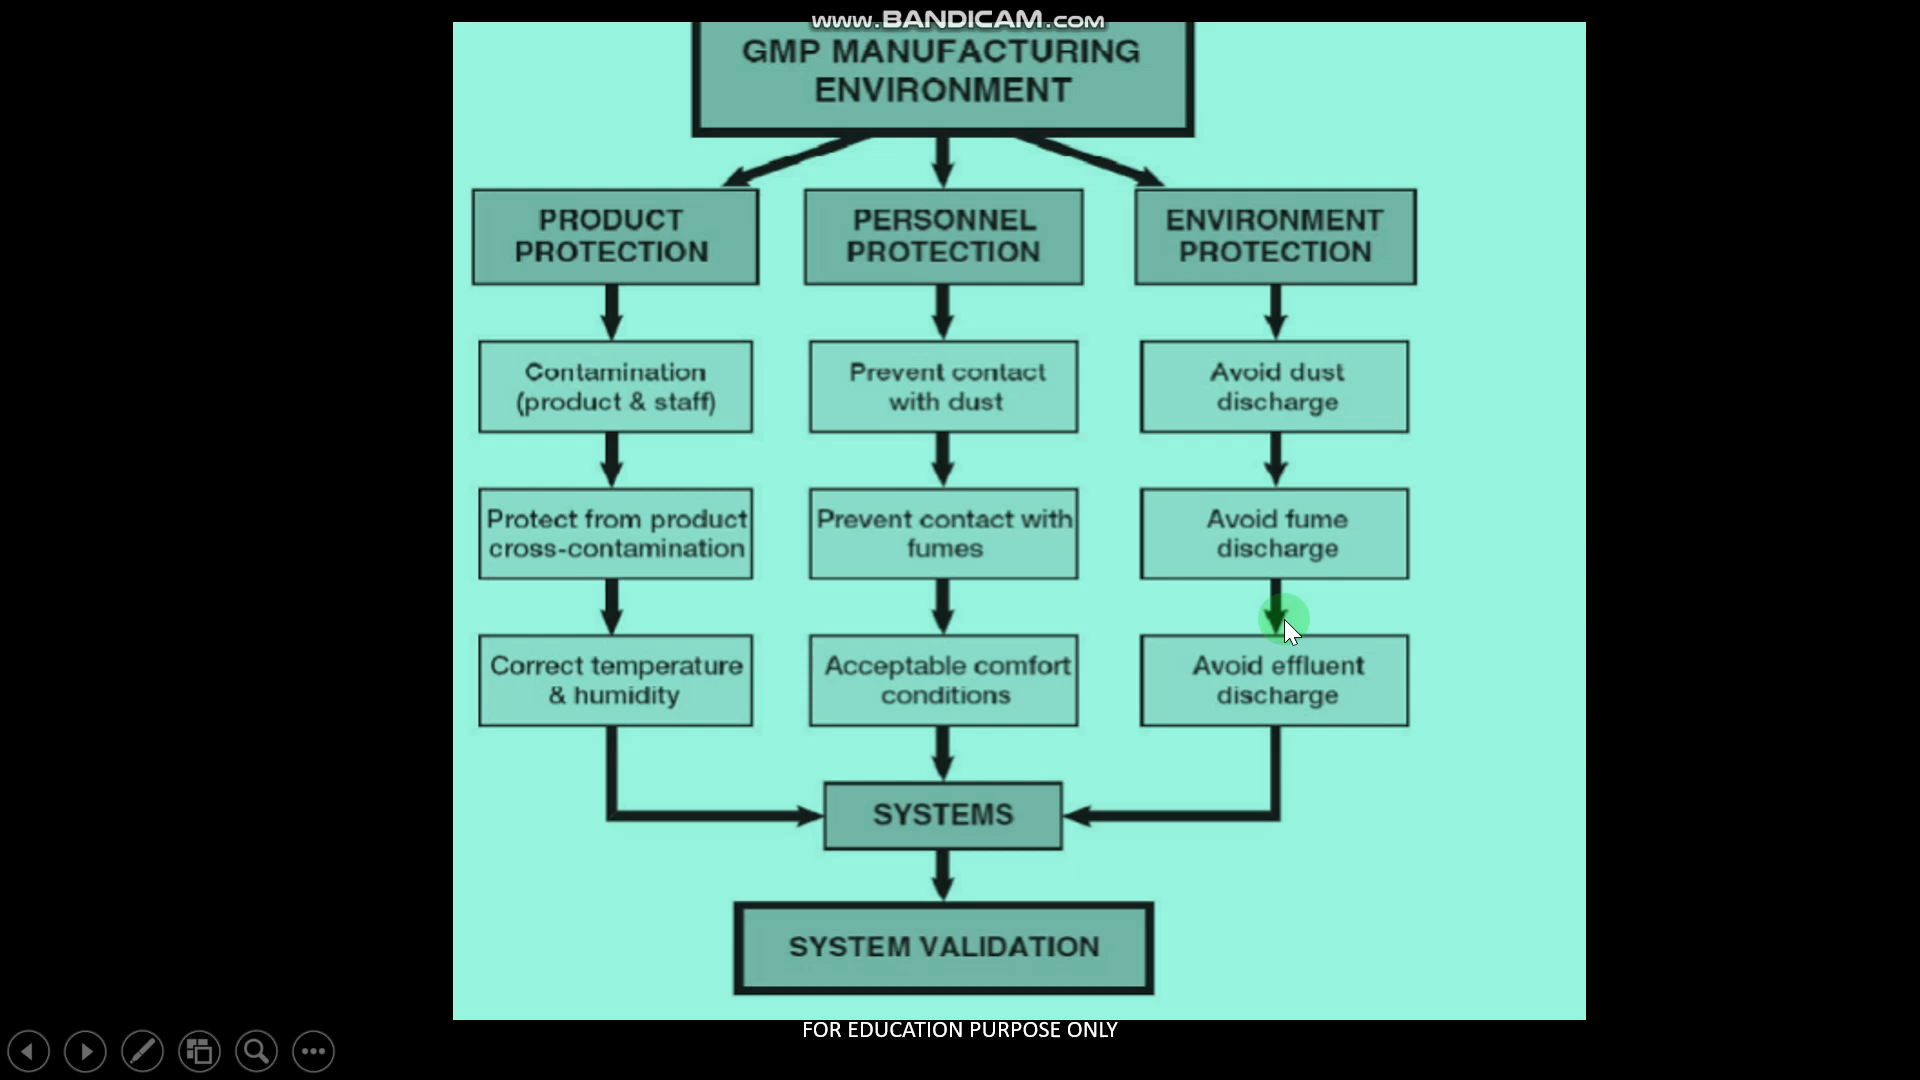 www.BANDICAM.com
GMP MANUFACTURING
ENVIRONMENT
PRODUCT
PROTECTION
PERSONNEL
PROTECTION
ENVIRONMENT
PROTECTION
Contamination
(product & staff)
Prevent contact
with dust
Avoid dust
discharge
Protect from product
cross-contamination
Prevent contact with
fumes
Avoid fume
discharge
Correct temperature
& humidity
Acceptable comfort
conditions
Avoid effluent
discharge
SYSTEMS
SYSTEM VALIDATION
FOR EDUCATION PURPOSE ONLY